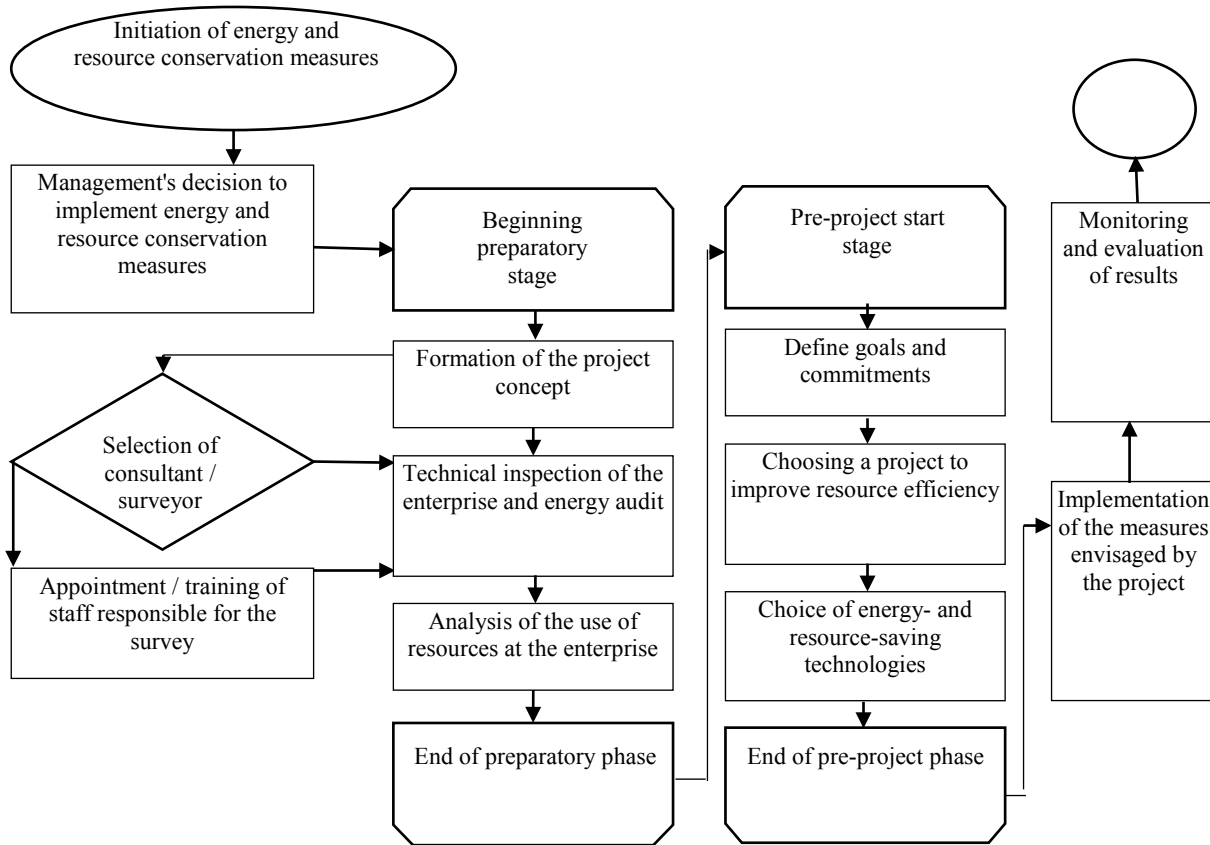 Initiation of energy and
resource conservation measures
Management's decision to
implement energy and
resource conservation
measures
Beginning
preparatory
stage
Formation of the project
concept
Selection of
consultant /
surveyor
Technical inspection of the
enterprise and energy audit
Appointment / training of
staff responsible for the
survey
Analysis of the use of
resources at the enterprise
End of preparatory phase
Pre-project start
stage
Define goals and
commitments
Choosing a project to
improve resource efficiency
Choice of energy- and
resource-saving
technologies
End of pre-project phase
Implementation
of the measures
envisaged by
the project
Monitoring
and evaluation
of results